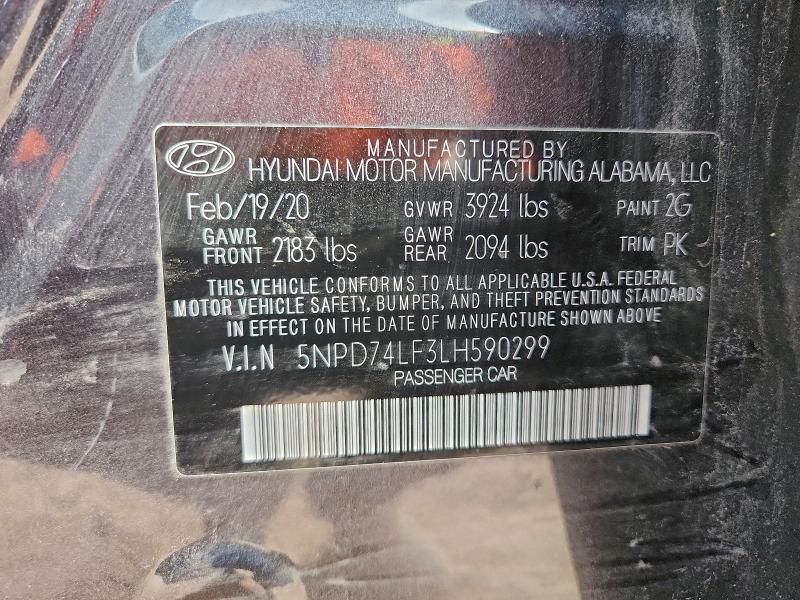 MANUFACTURED BY
HYUNDAI MOTOR MANUFACTURING ALABAMA, LLC
Feb/19/20 GVWR 3924 lbs PAINT 2G
GAWR FRONT 2183 lbs GAWR REAR 2094 lbs TRIM PK
THIS VEHICLE CONFORMS TO ALL APPLICABLE U.S.A. FEDERAL
MOTOR VEHICLE SAFETY, BUMPER, AND THEFT PREVENTION STANDARDS
IN EFFECT ON THE DATE OF MANUFACTURE SHOWN ABOVE
V.I.N 5NPD74LF3LH590299
PASSENGER CAR